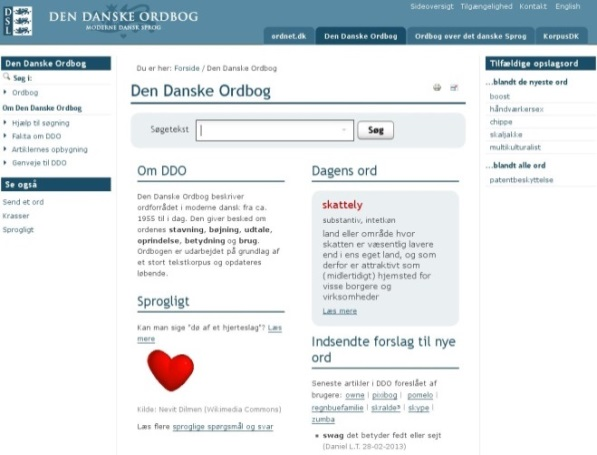 DSL
DEN DANSKE ORDBOG
MODERNE DANSK SPROG
Sideoversigt Tilgængelighed Kontakt English
ordnet.dk Den Danske Ordbog Ordbog over det danske Sprog KorpusDK
Den Danske Ordbog
Søg i:
Ordbog
Om Den Danske Ordbog
Hjælp til søgning
Fakta om DDO
Artiklernes opbygning
Genveje til DDO
Se også
Send et ord
Krasser
Sprogligt
Du er her: Forside / Den Danske Ordbog
Den Danske Ordbog
Søgetekst
Søg
Om DDO
Den Danske Ordbog beskriver
ordforrådet i moderne dansk fra ca.
1955 til i dag. Den giver besked om
ordenes stavning, bøjning, udtale,
oprindelse, betydning og brug.
Ordbogen er udarbejdet på grundlag af
et stort tekstkorpus og opdateres
løbende.
Sprogligt
Kan man sige "dø af et hjerteslag"? Læs
mere
Kilde: Nevit Dilmen (Wikimedia Commons)
Læs flere sproglige spørgsmål og svar
Dagens ord
skattely
substantiv, intetkøn
land eller område hvor
skatten er væsentlig lavere
end i ens eget land, og som
derfor er attraktivt som
(midlertidigt) hjemsted for
visse borgere og
virksomheder
Læs mere
Indsendte forslag til nye
ord
Seneste artikler i DDO foreslået af
brugere: owne | pixibog | pomelo |
regnbuefamilie | skralde | skype |
zumba
swag det betyder fedt eller sejt
(Daniel L.T. 28-02-2013)
Tilfældige opslagsord
...blandt de nyeste ord
boost
håndværkersex
chippe
skaljakke
multikulturalist
...blandt alle ord
patentbeskyttelse